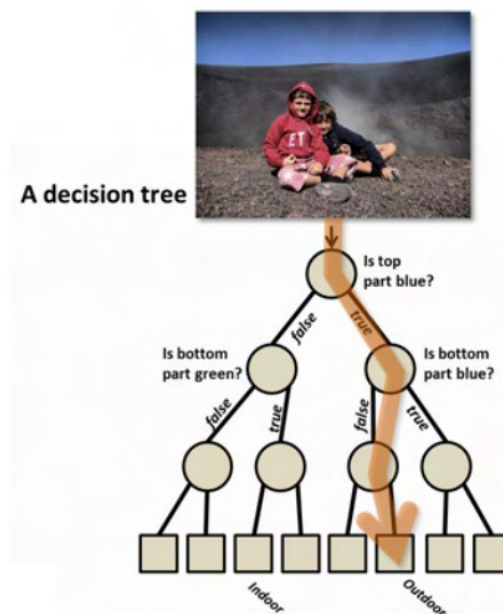 ET
A decision tree
Is top
part blue?
false
true
Is bottom
part green?
Is bottom
part blue?
false
true
false
true
Indoor
Outdoor